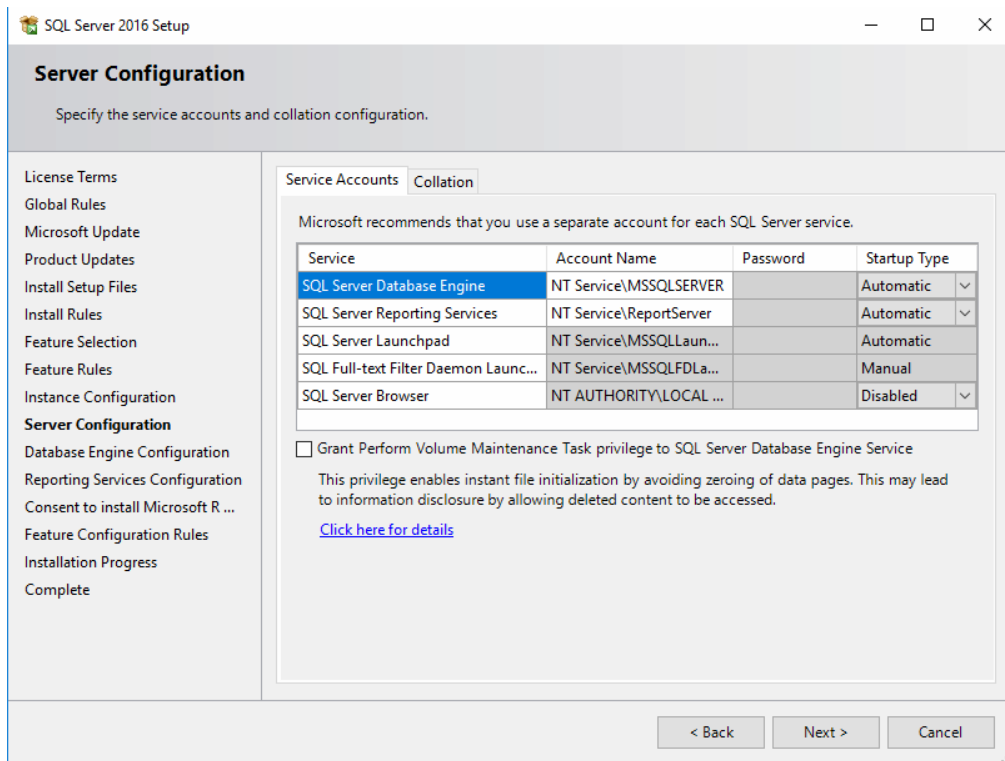 SQL Server 2016 Setup
Server Configuration
Specify the service accounts and collation configuration.
License Terms
Global Rules
Microsoft Update
Product Updates
Install Setup Files
Install Rules
Feature Selection
Feature Rules
Instance Configuration
Server Configuration
Database Engine Configuration
Reporting Services Configuration
Consent to install Microsoft R ...
Feature Configuration Rules
Installation Progress
Complete
Service Accounts Collation
Microsoft recommends that you use a separate account for each SQL Server service.
Service Account Name Password Startup Type
SQL Server Database Engine NT Service\MSSQLSERVER Automatic
SQL Server Reporting Services NT Service\ReportServer Automatic
SQL Server Launchpad NT Service\MSSQLLaun... Automatic
SQL Full-text Filter Daemon Launc... NT Service\MSSQLFDLa... Manual
SQL Server Browser NT AUTHORITY\LOCAL ... Disabled
Grant Perform Volume Maintenance Task privilege to SQL Server Database Engine Service
This privilege enables instant file initialization by avoiding zeroing of data pages. This may lead
to information disclosure by allowing deleted content to be accessed.
Click here for details
< Back Next > Cancel